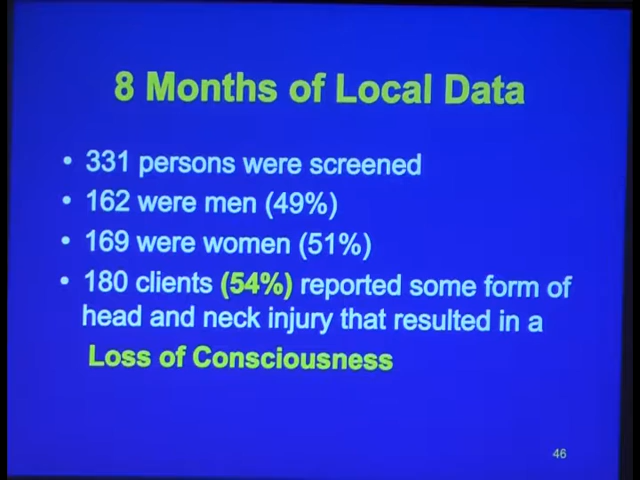 8 Months of Local Data
• 331 persons were screened
• 162 were men (49%)
• 169 were women (51%)
• 180 clients (54%) reported some form of
head and neck injury that resulted in a
Loss of Consciousness
46